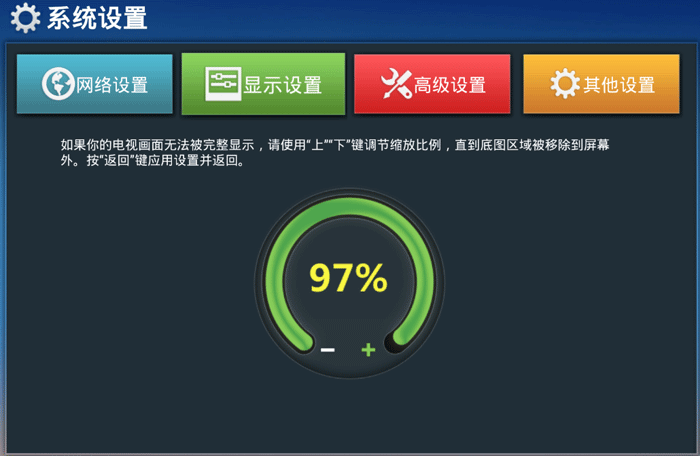 系统设置
网络设置 显示设置 高级设置 其他设置
如果你的电视画面无法被完整显示，请使用“上”“下”键调节缩放比例，直到底图区域被移除到屏幕
外。按“返回”键应用设置并返回。
97%
− +